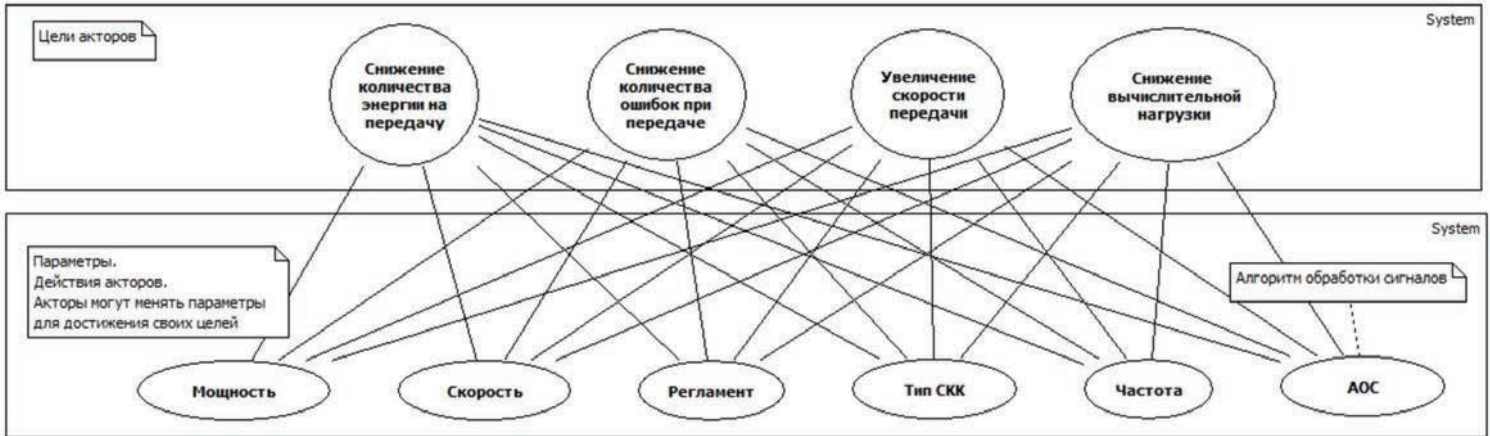 System
Цели акторов
Снижение
количества
энергии на
передачу
Снижение
количества
ошибок при
передаче
Увеличение
скорости
передачи
Снижение
вычислительной
нагрузки
System
Параметры.
Действия акторов.
Акторы могут менять параметры
для достижения своих целей
Алгоритм обработки сигналов
Мощность
Скорость
Регламент
Тип СКК
Частота
АОС